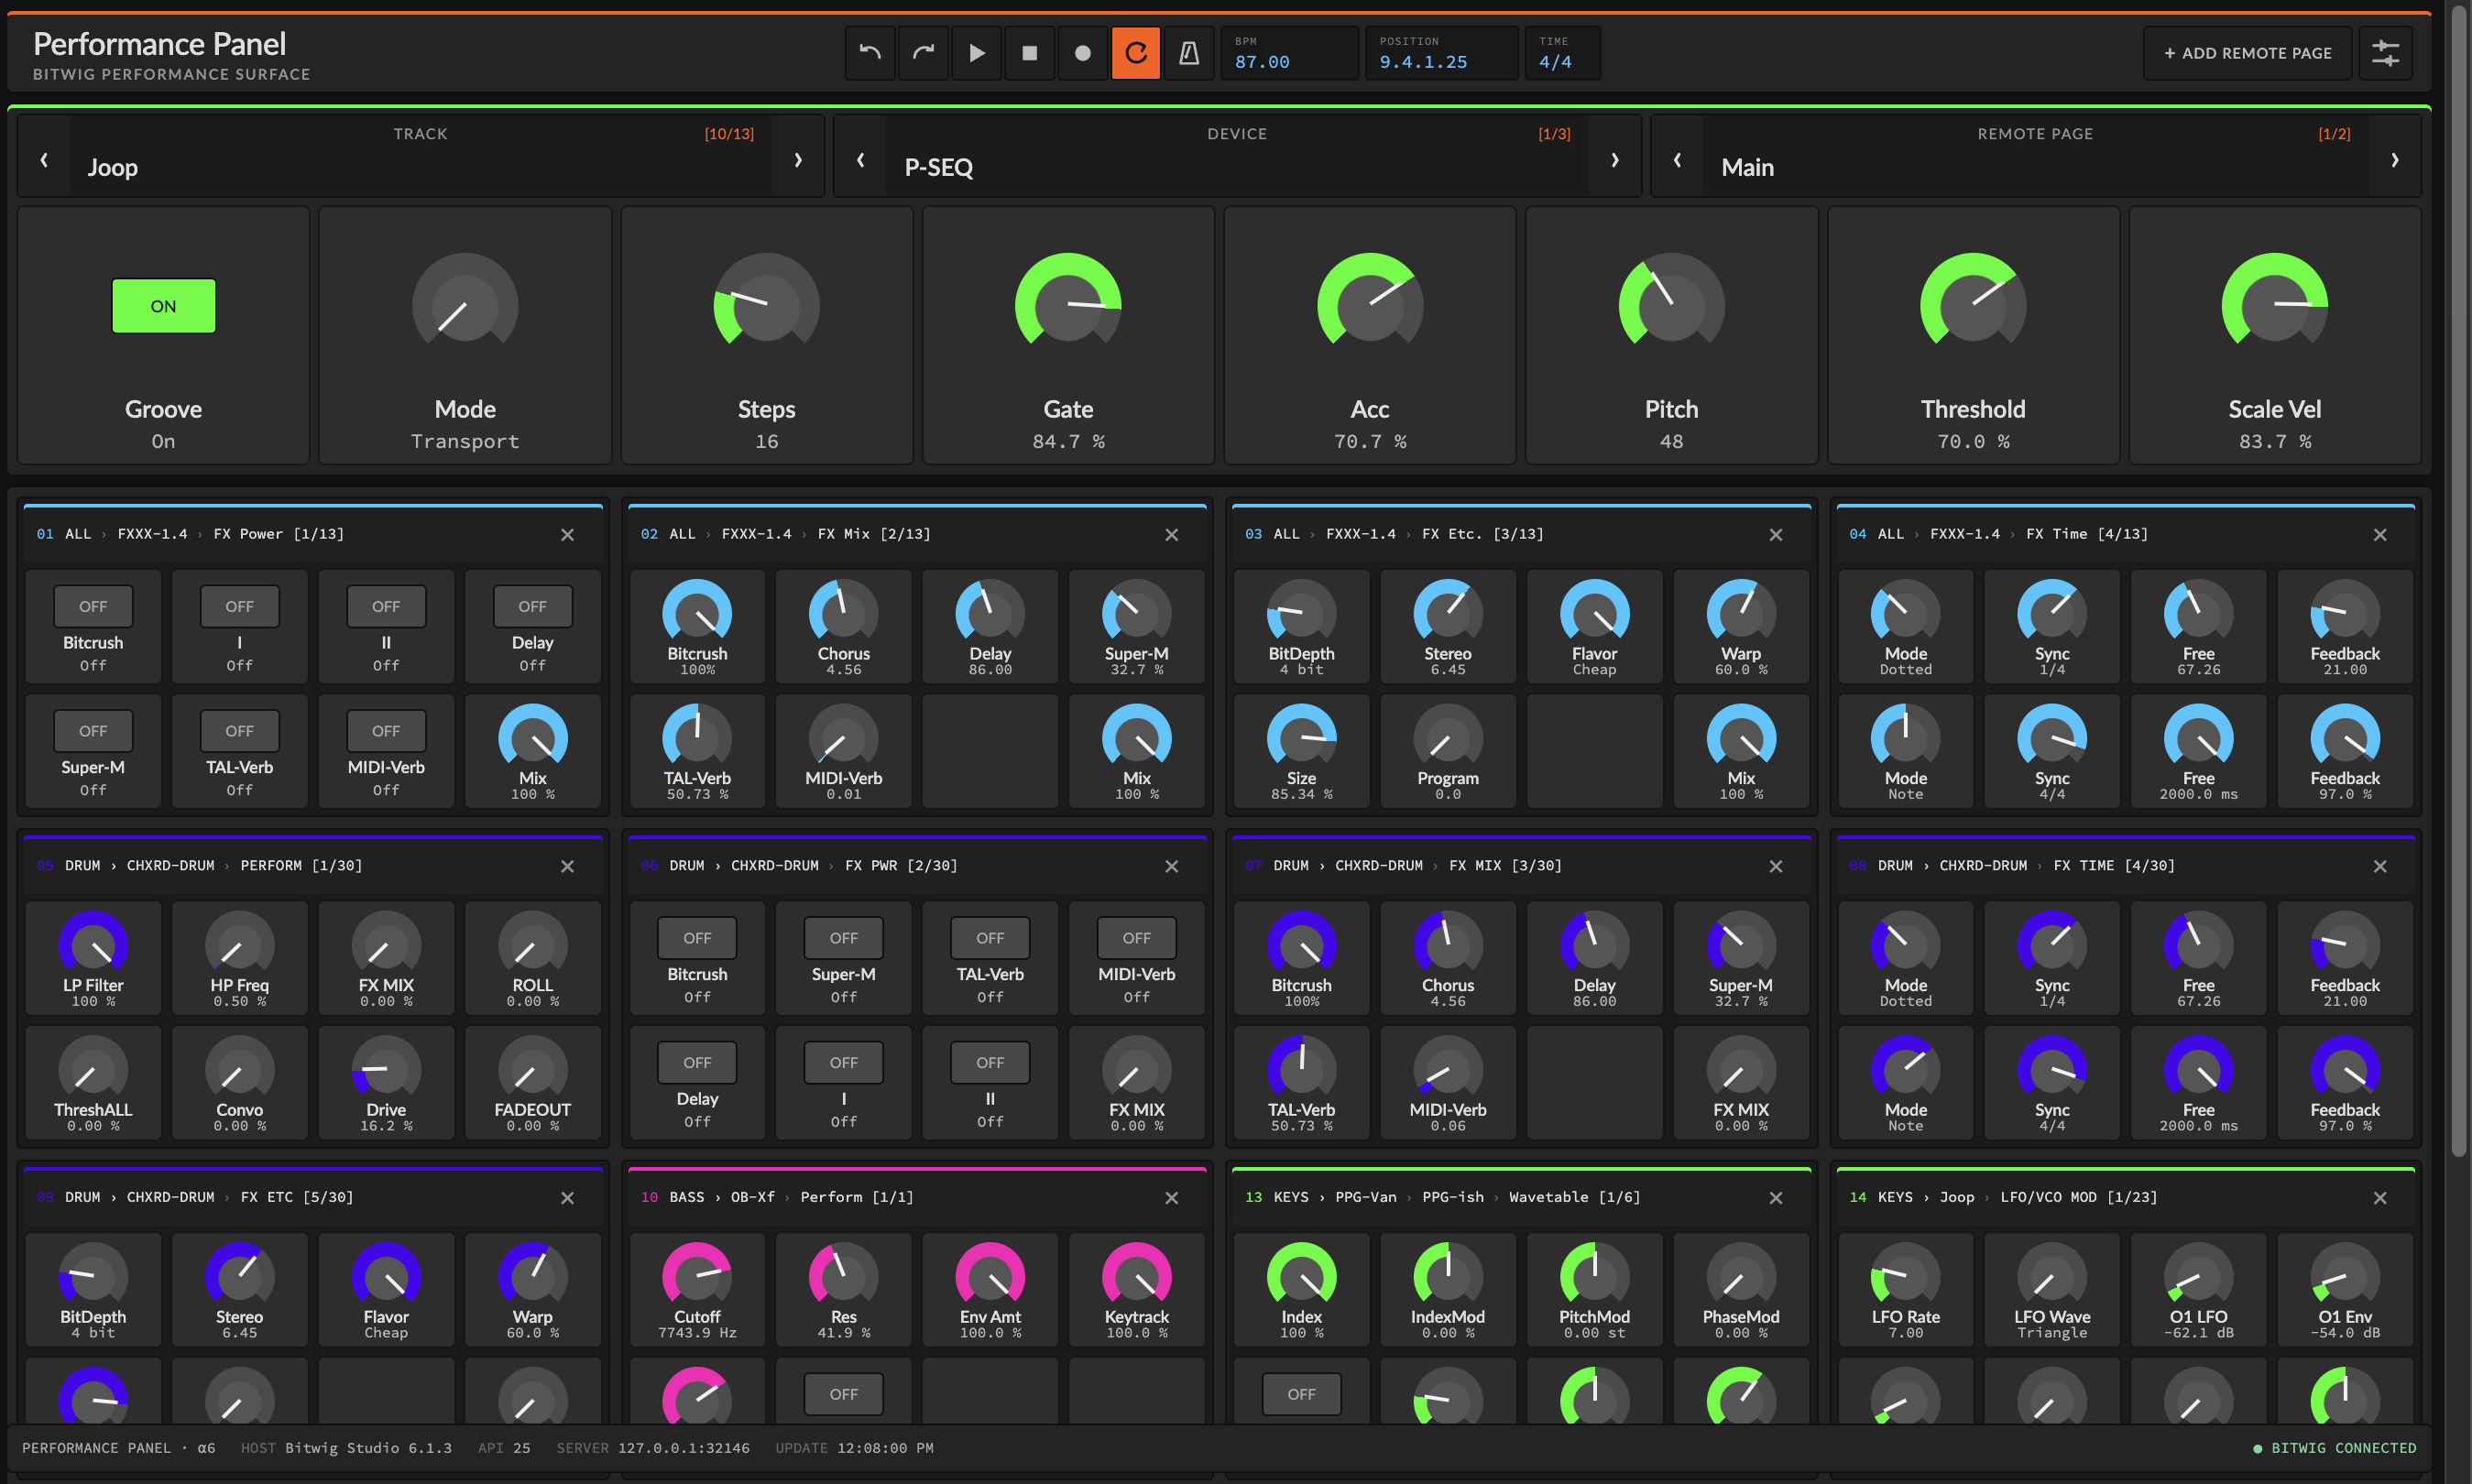 Performance Panel
BITWIG PERFORMANCE SURFACE
BPM
87.00
POSITION
9.4.1.25
TIME
4/4
+ ADD REMOTE PAGE
TRACK [10/13]
Joop
DEVICE [1/3]
P-SEQ
REMOTE PAGE [1/2]
Main
ON
Groove
On
Mode
Transport
Steps
16
Gate
84.7 %
Acc
70.7 %
Pitch
48
Threshold
70.0 %
Scale Vel
83.7 %
01 ALL › FXXX-1.4 › FX Power [1/13]
OFF OFF OFF OFF
Bitcrush I II Delay
Off Off Off Off
OFF OFF OFF
Super-M TAL-Verb MIDI-Verb Mix
Off Off Off 100 %
02 ALL › FXXX-1.4 › FX Mix [2/13]
Bitcrush Chorus Delay Super-M
100% 4.56 86.00 32.7 %
TAL-Verb MIDI-Verb Mix
50.73 % 0.01 100 %
03 ALL › FXXX-1.4 › FX Etc. [3/13]
BitDepth Stereo Flavor Warp
4 bit 6.45 Cheap 60.0 %
Size Program Mix
85.34 % 0.0 100 %
04 ALL › FXXX-1.4 › FX Time [4/13]
Mode Sync Free Feedback
Dotted 1/4 67.26 21.00
Mode Sync Free Feedback
Note 4/4 2000.0 ms 97.0 %
05 DRUM › CHXRD-DRUM › PERFORM [1/30]
LP Filter HP Freq FX MIX ROLL
100 % 0.50 % 0.00 % 0.00 %
ThreshALL Convo Drive FADEOUT
0.00 % 0.00 % 16.2 % 0.00 %
06 DRUM › CHXRD-DRUM › FX PWR [2/30]
OFF OFF OFF OFF
Bitcrush Super-M TAL-Verb MIDI-Verb
Off Off Off Off
OFF OFF OFF
Delay I II FX MIX
Off Off Off 0.00 %
07 DRUM › CHXRD-DRUM › FX MIX [3/30]
Bitcrush Chorus Delay Super-M
100% 4.56 86.00 32.7 %
TAL-Verb MIDI-Verb FX MIX
50.73 % 0.06 0.00 %
08 DRUM › CHXRD-DRUM › FX TIME [4/30]
Mode Sync Free Feedback
Dotted 1/4 67.26 21.00
Mode Sync Free Feedback
Note 4/4 2000.0 ms 97.0 %
09 DRUM › CHXRD-DRUM › FX ETC [5/30]
BitDepth Stereo Flavor Warp
4 bit 6.45 Cheap 60.0 %
10 BASS › OB-Xf › Perform [1/1]
Cutoff Res Env Amt Keytrack
7743.9 Hz 41.9 % 100.0 % 100.0 %
OFF
13 KEYS › PPG-Van › PPG-ish › Wavetable [1/6]
Index IndexMod PitchMod PhaseMod
100 % 0.00 % 0.00 st 0.00 %
OFF
14 KEYS › Joop › LFO/VCO MOD [1/23]
LFO Rate LFO Wave O1 LFO O1 Env
7.00 Triangle -62.1 dB -54.0 dB
PERFORMANCE PANEL · α6 HOST Bitwig Studio 6.1.3 API 25 SERVER 127.0.0.1:32146 UPDATE 12:08:00 PM
BITWIG CONNECTED